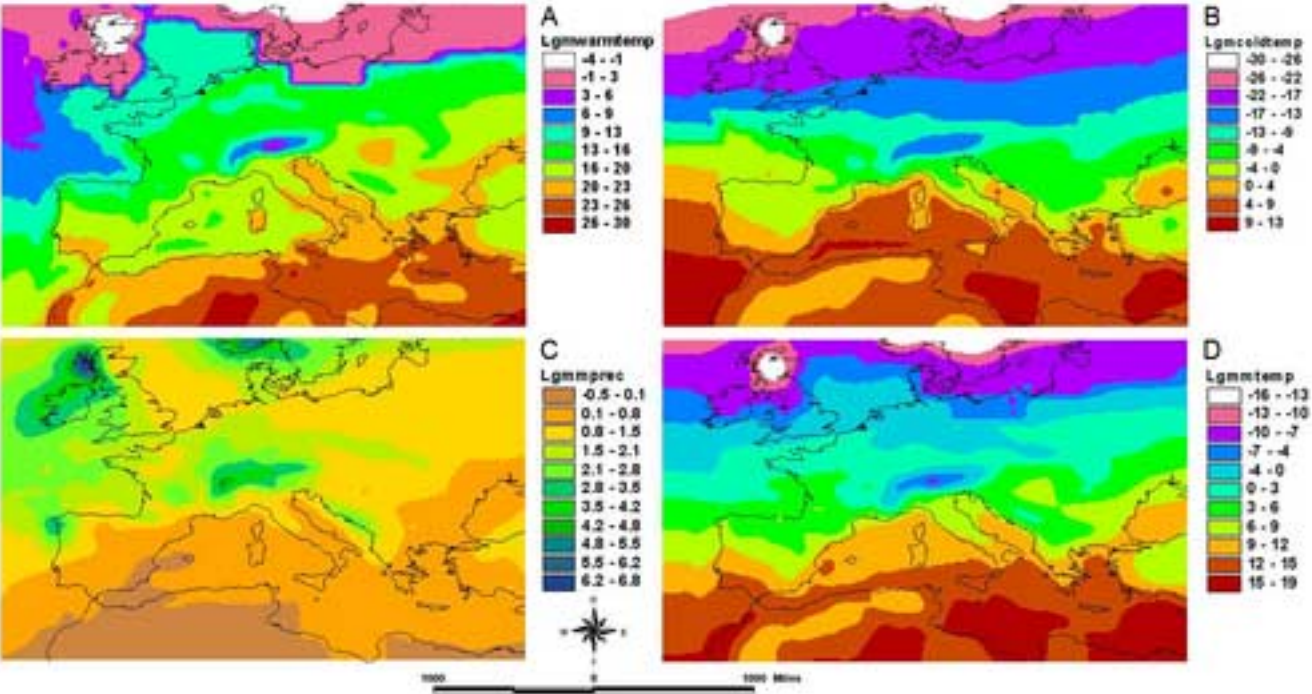 A
Lgmwarmtemp
-4 - -1
-1 - 3
3 - 6
6 - 9
9 - 13
13 - 16
16 - 20
20 - 23
23 - 26
26 - 30
B
Lgmcoldtemp
-30 - -26
-26 - -22
-22 - -17
-17 - -13
-13 - -9
-9 - -4
-4 - 0
0 - 4
4 - 9
9 - 13
C
Lgmmprec
-0.5 - 0.1
0.1 - 0.8
0.8 - 1.5
1.5 - 2.1
2.1 - 2.8
2.8 - 3.5
3.5 - 4.2
4.2 - 4.8
4.8 - 5.5
5.5 - 6.2
6.2 - 6.8
D
Lgmmtemp
-16 - -13
-13 - -10
-10 - -7
-7 - -4
-4 - 0
0 - 3
3 - 6
6 - 9
9 - 12
12 - 15
15 - 19
1000 0 1000 Miles